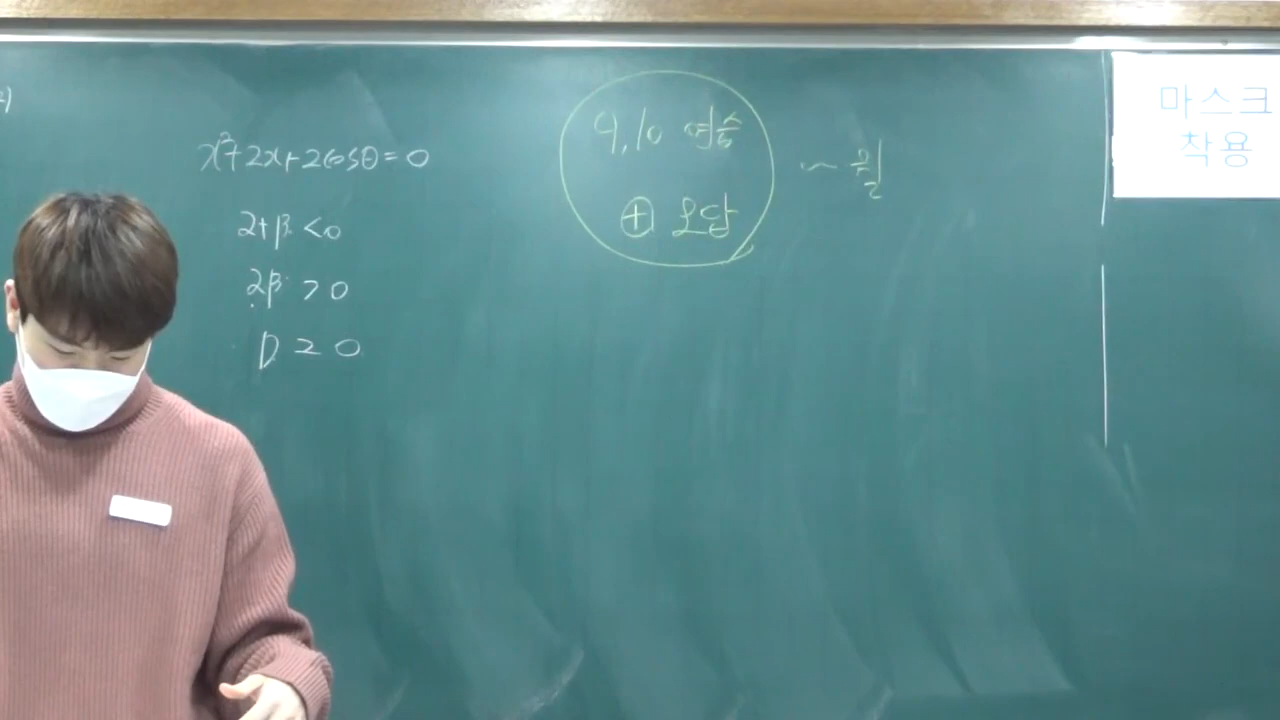 x²+2x+2cosθ=0
2+β<0
2β>0
D≥0
9,10 연습
⊕ 오답
~ 월
마스크
착용